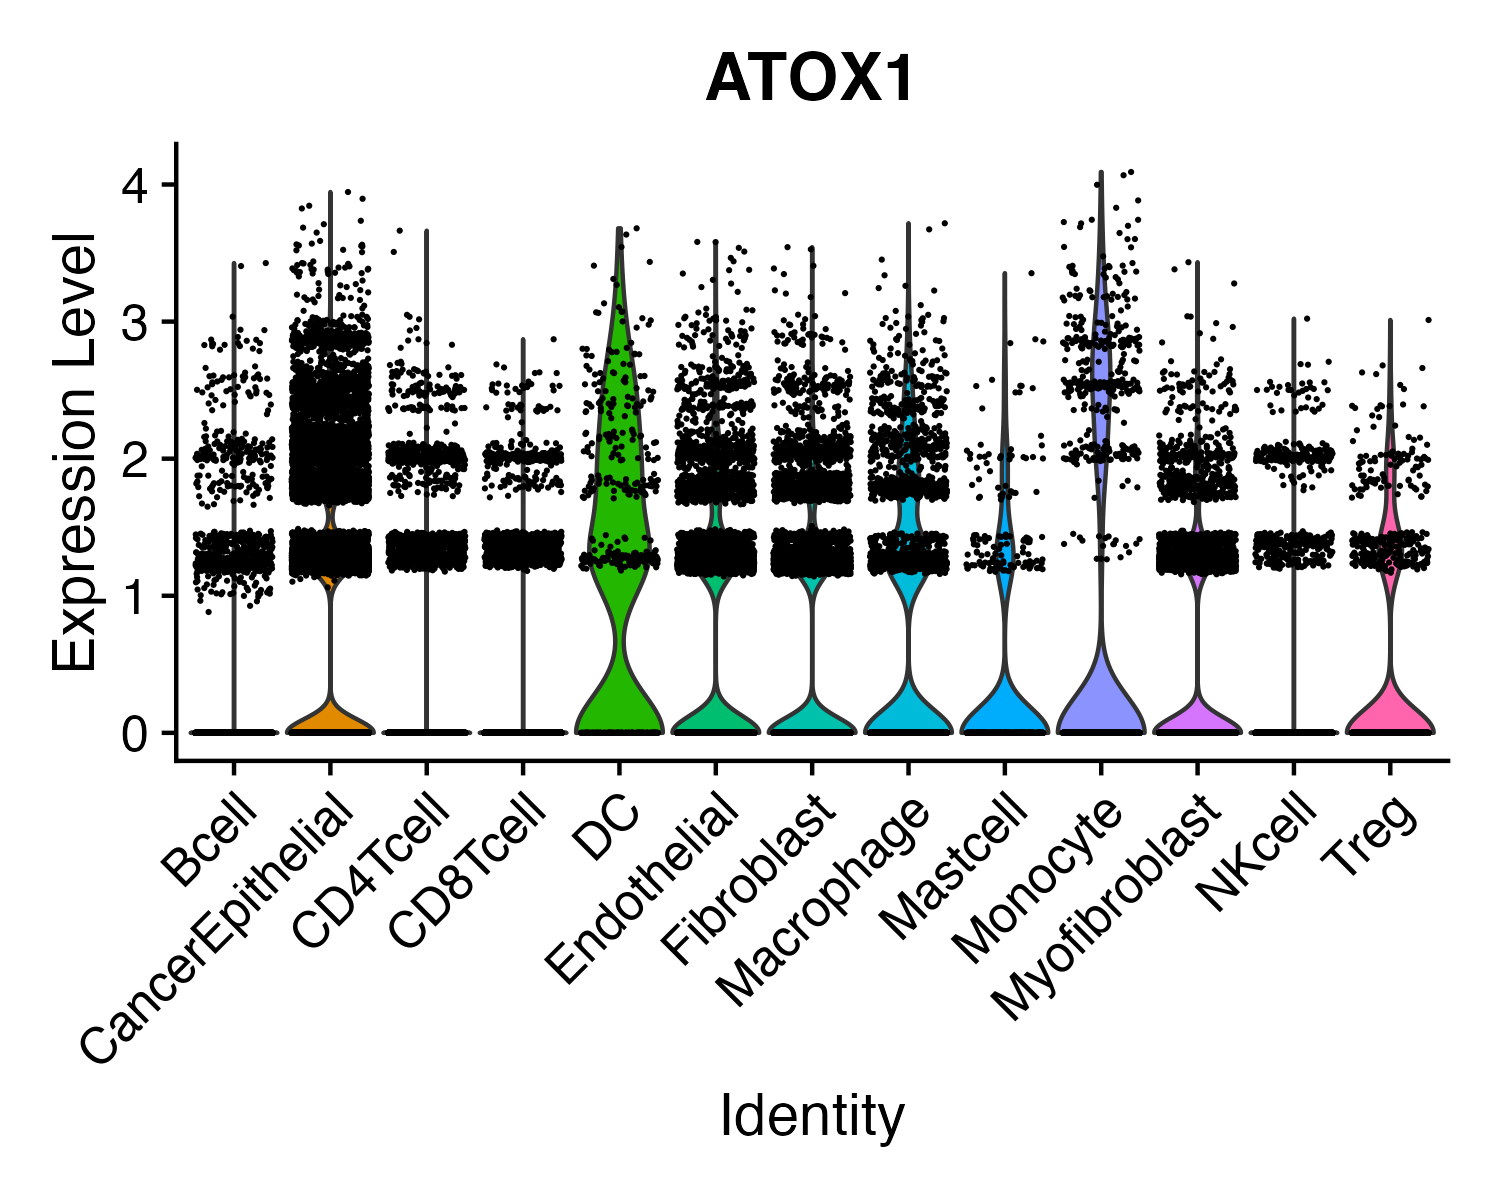 ATOX1
Expression Level
4
3
2
1
0
Bcell
CancerEpithelial
CD4Tcell
CD8Tcell
DC
Endothelial
Fibroblast
Macrophage
Mastcell
Monocyte
Myofibroblast
NKcell
Treg
Identity